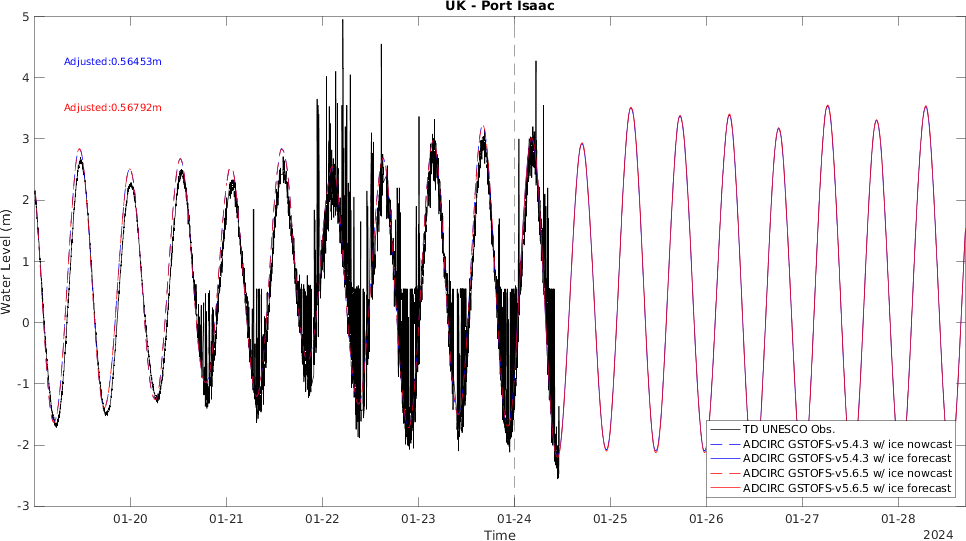 UK - Port Isaac
5
4
3
2
1
0
-1
-2
-3
Water Level (m)
Adjusted:0.56453m
Adjusted:0.56792m
TD UNESCO Obs.
ADCIRC GSTOFS-v5.4.3 w/ ice nowcast
ADCIRC GSTOFS-v5.4.3 w/ ice forecast
ADCIRC GSTOFS-v5.6.5 w/ ice nowcast
ADCIRC GSTOFS-v5.6.5 w/ ice forecast
01-20 01-21 01-22 01-23 01-24 01-25 01-26 01-27 01-28
Time
2024